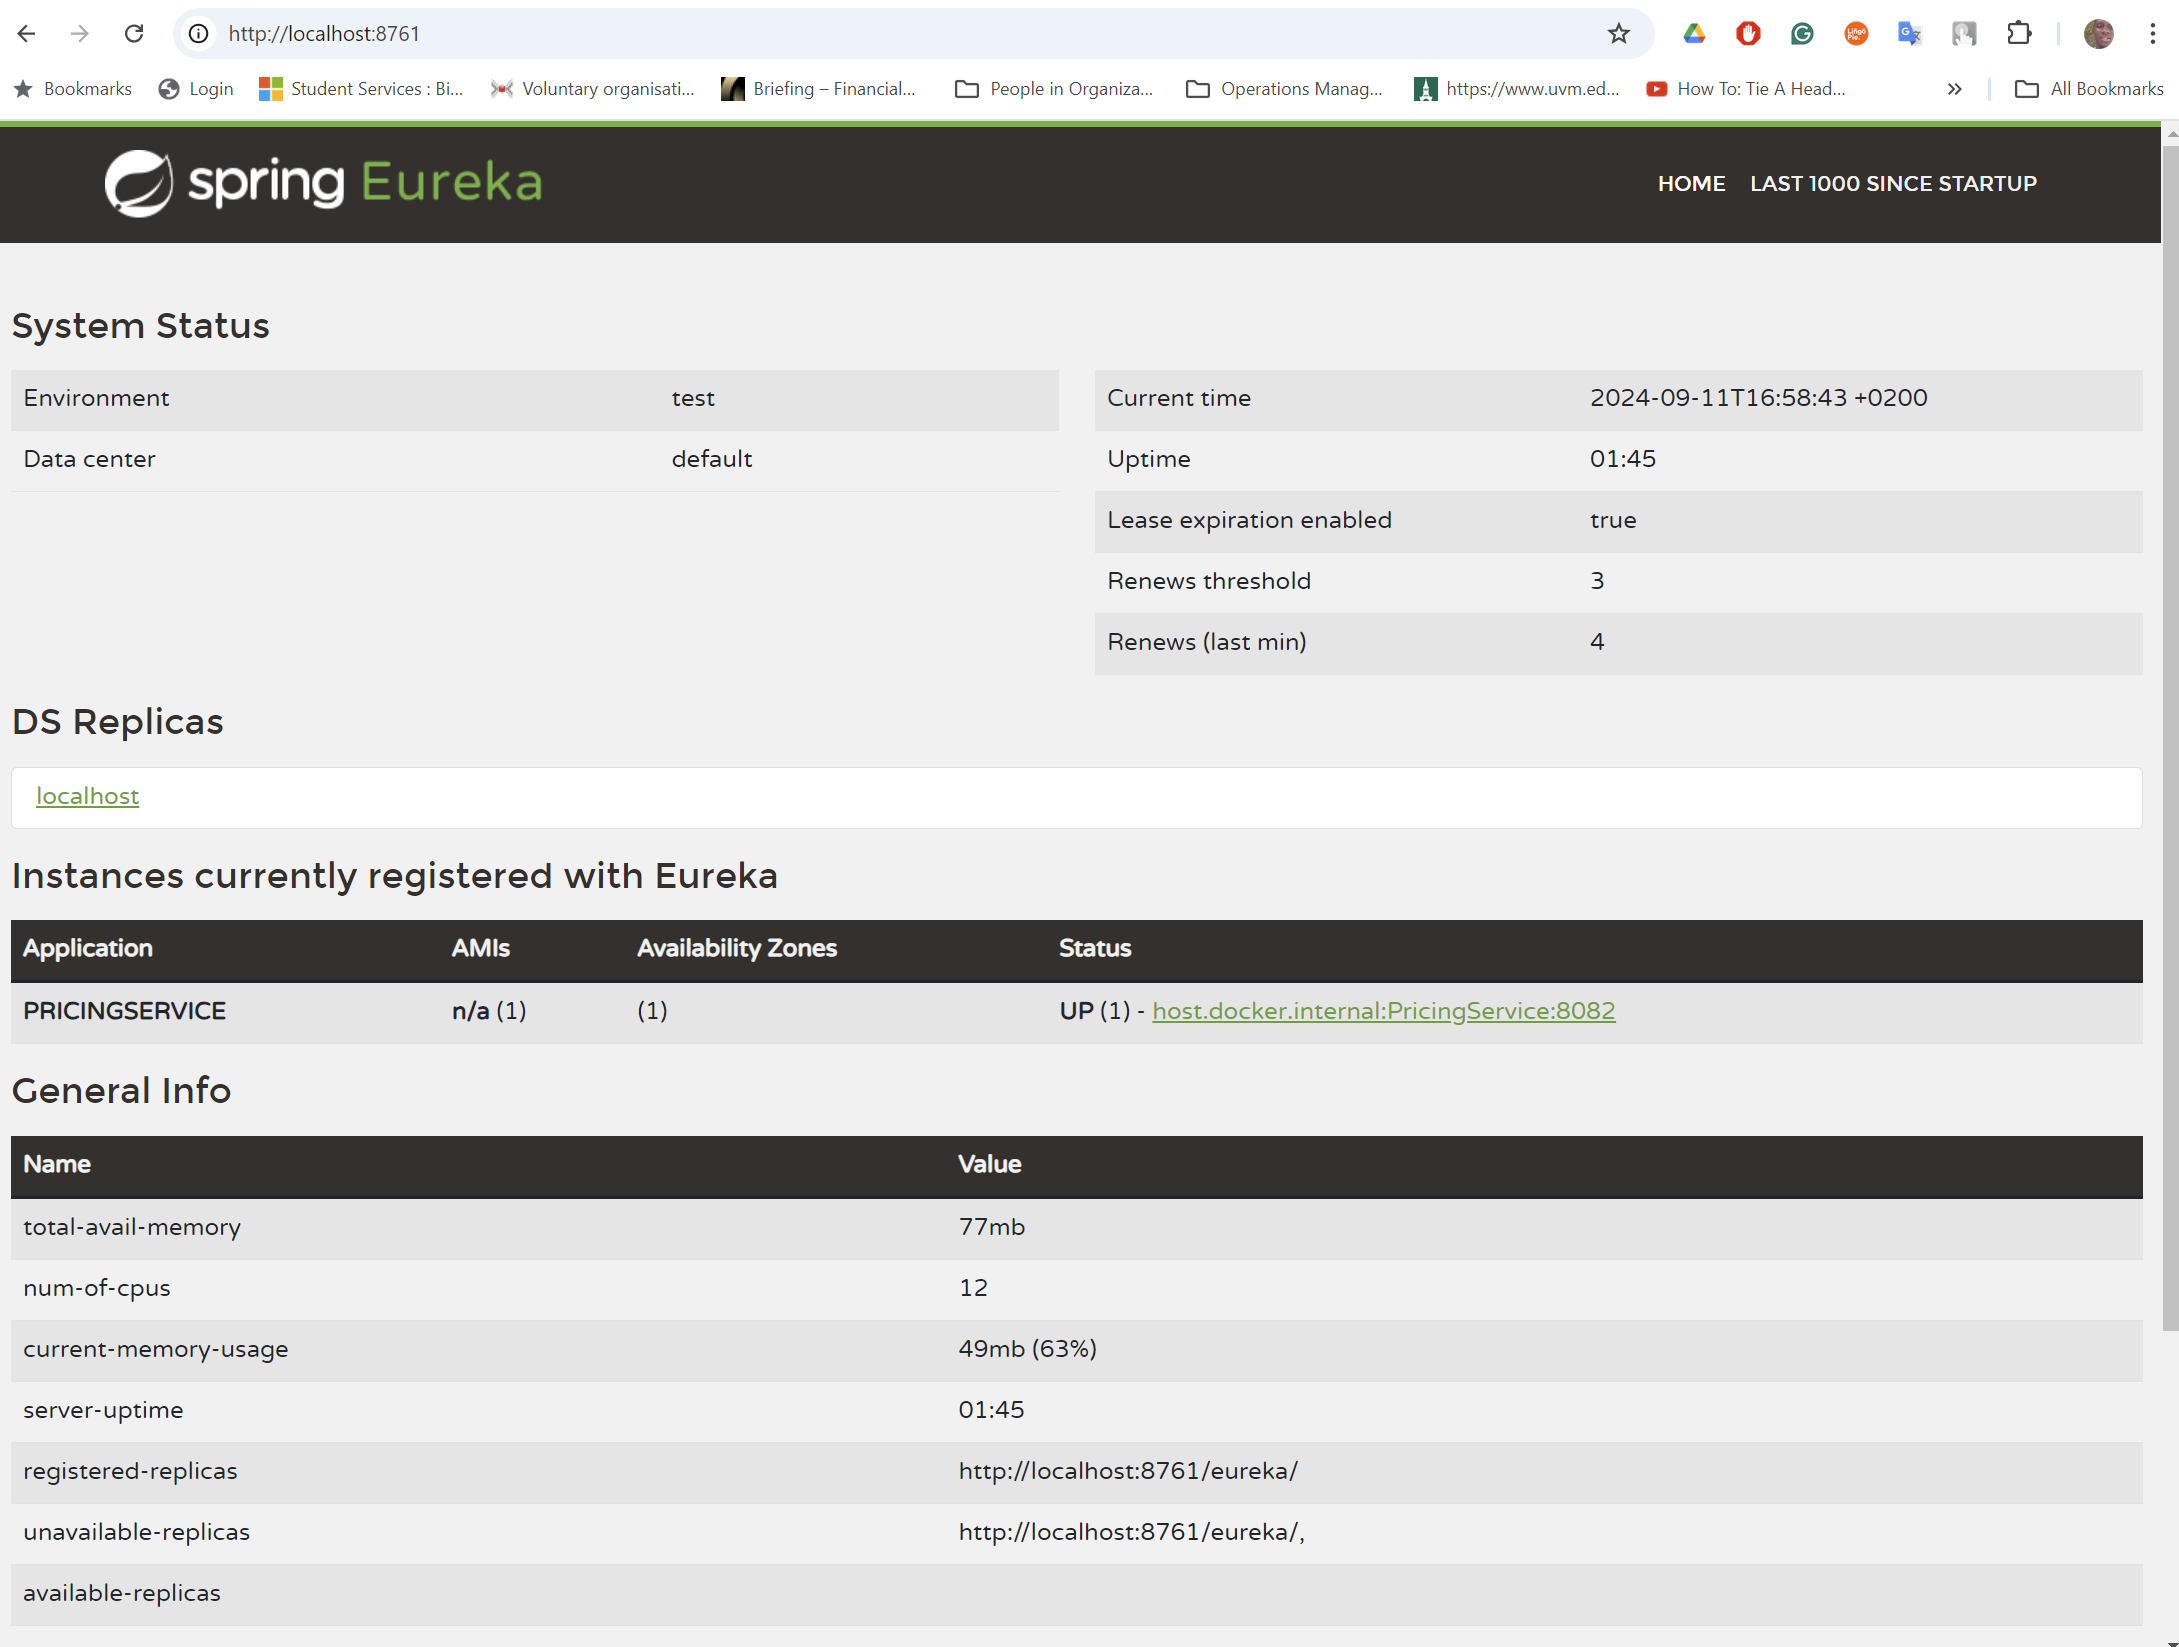 http://localhost:8761
Bookmarks Login Student Services : Bi... Voluntary organisati... Briefing – Financial... People in Organiza... Operations Manag... https://www.uvm.ed... How To: Tie A Head... » All Bookmarks
spring Eureka HOME LAST 1000 SINCE STARTUP
System Status
Environment test
Data center default
Current time 2024-09-11T16:58:43 +0200
Uptime 01:45
Lease expiration enabled true
Renews threshold 3
Renews (last min) 4
DS Replicas
localhost
Instances currently registered with Eureka
Application AMIs Availability Zones Status
PRICINGSERVICE n/a (1) (1) UP (1) - host.docker.internal:PricingService:8082
General Info
Name Value
total-avail-memory 77mb
num-of-cpus 12
current-memory-usage 49mb (63%)
server-uptime 01:45
registered-replicas http://localhost:8761/eureka/
unavailable-replicas http://localhost:8761/eureka/,
available-replicas